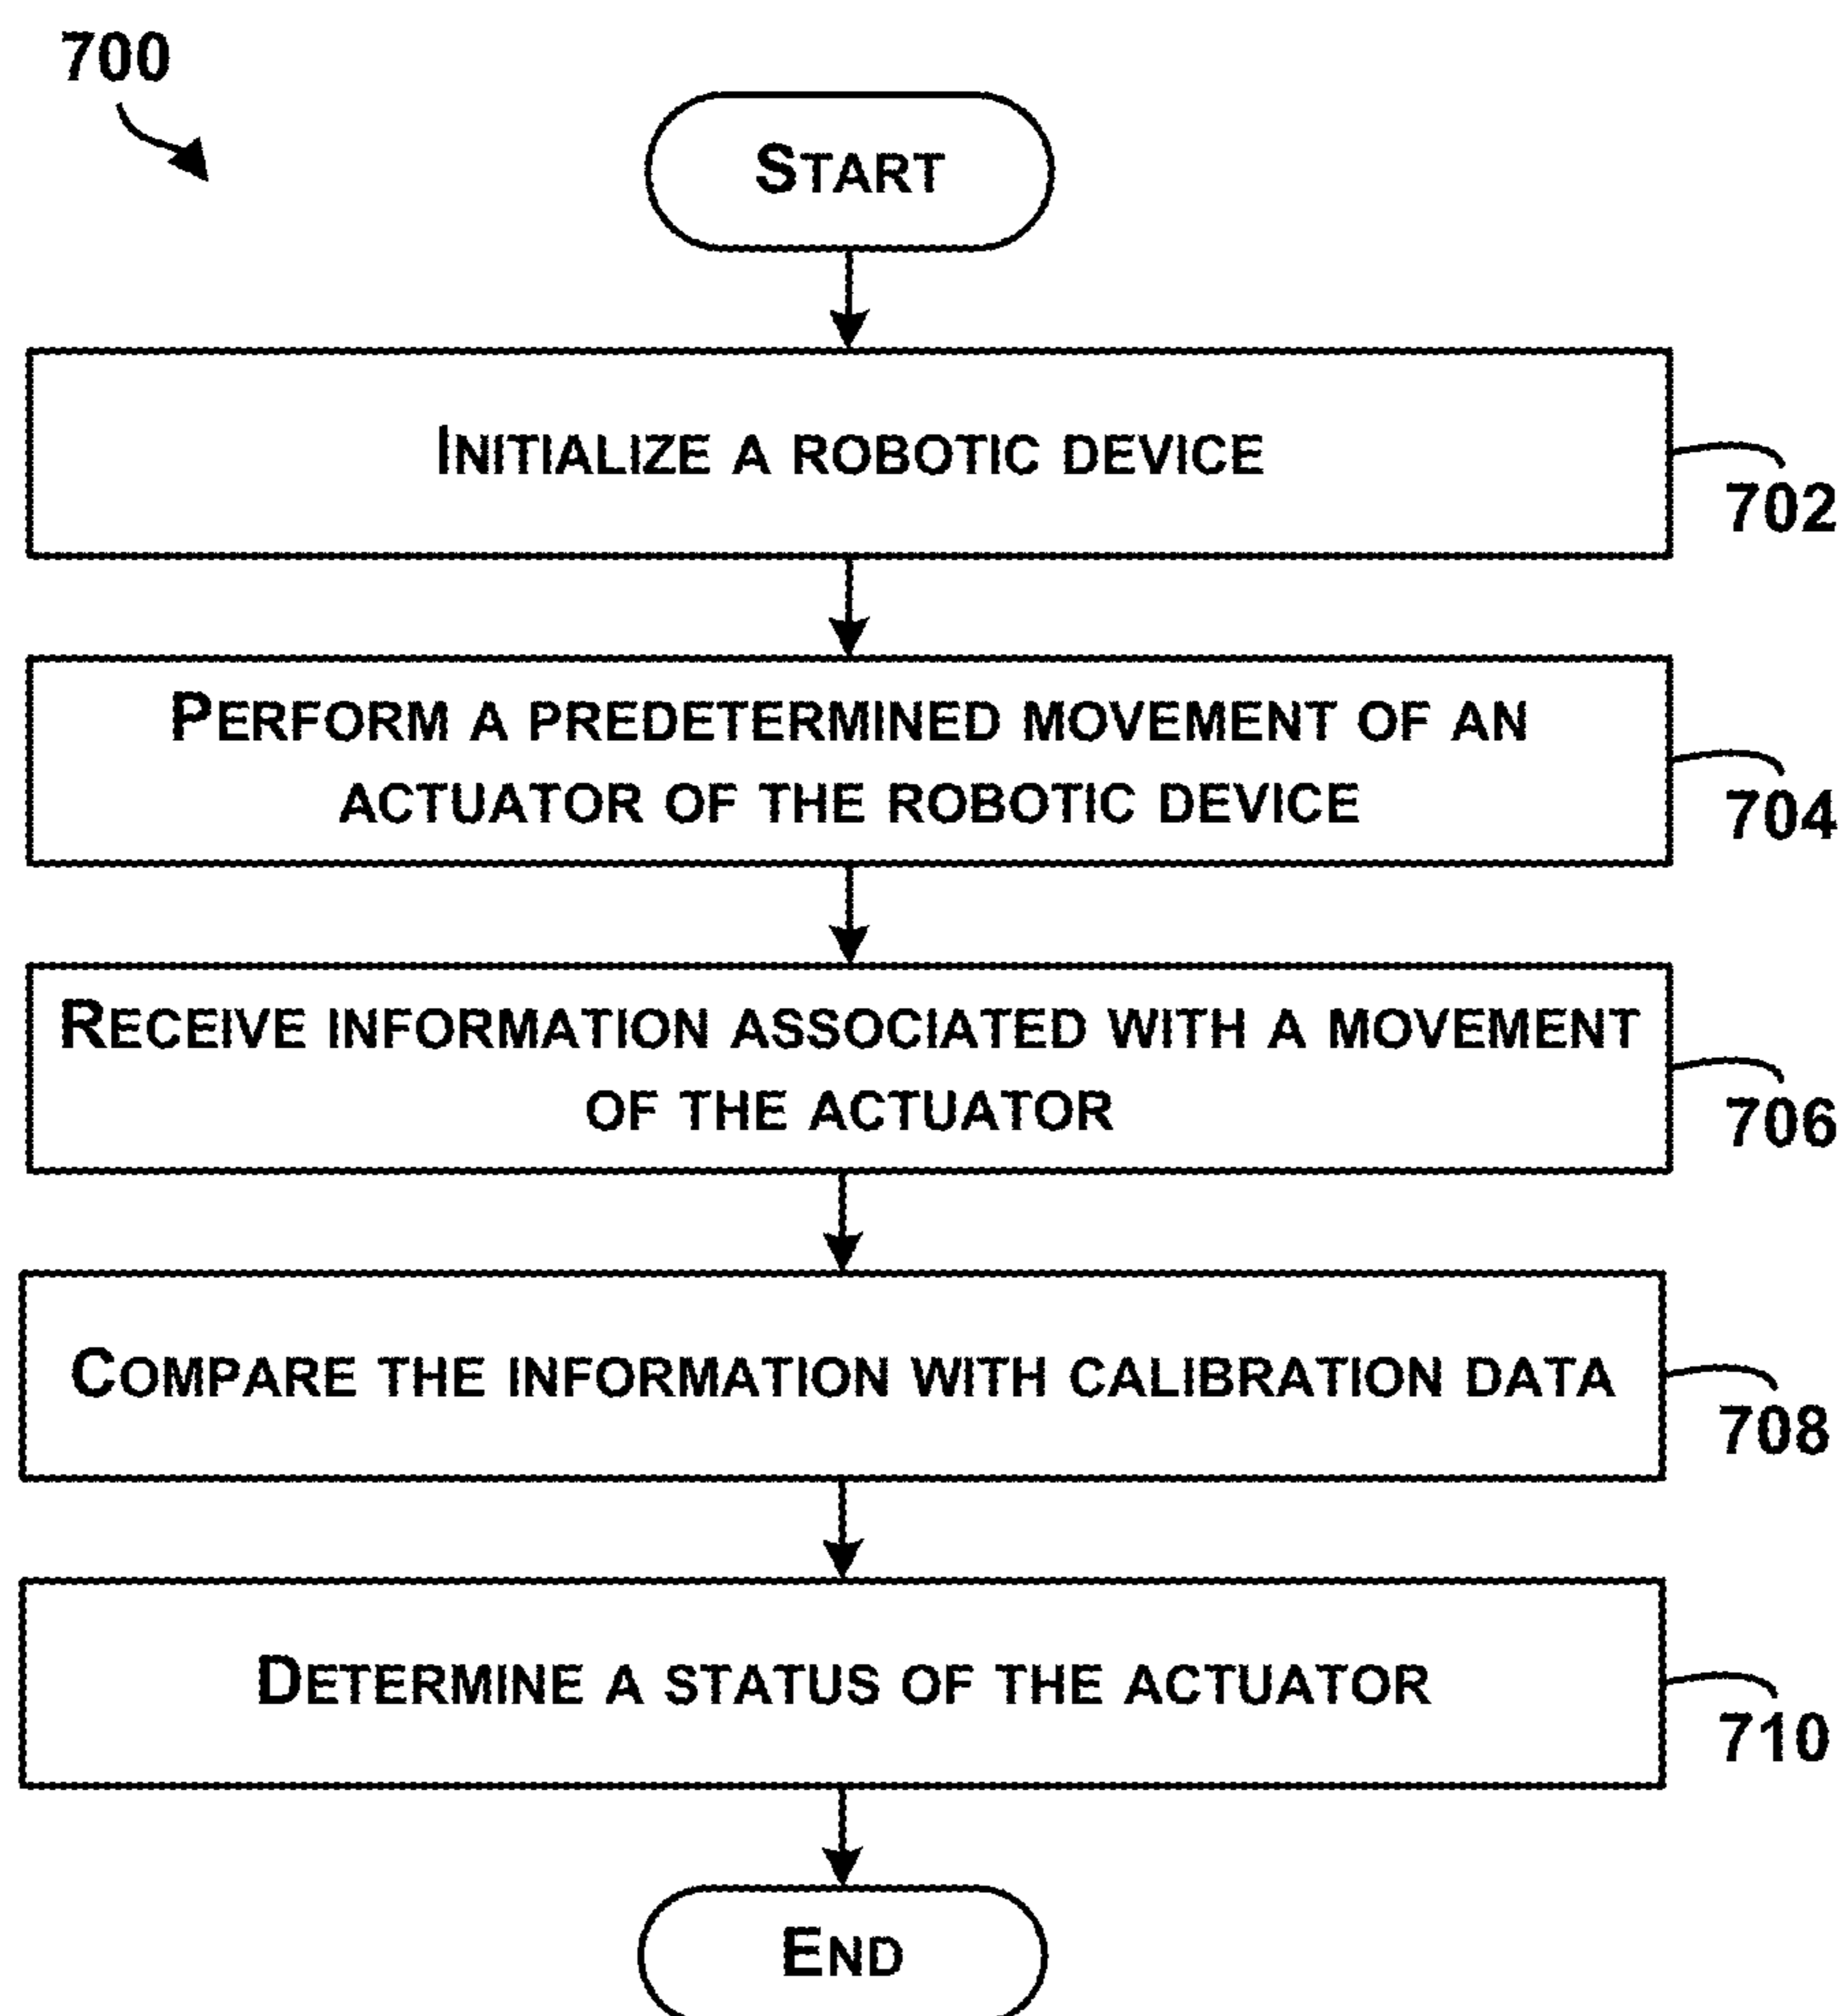 700
START
INITIALIZE A ROBOTIC DEVICE
702
PERFORM A PREDETERMINED MOVEMENT OF AN
ACTUATOR OF THE ROBOTIC DEVICE
704
RECEIVE INFORMATION ASSOCIATED WITH A MOVEMENT
OF THE ACTUATOR
706
COMPARE THE INFORMATION WITH CALIBRATION DATA
708
DETERMINE A STATUS OF THE ACTUATOR
710
END